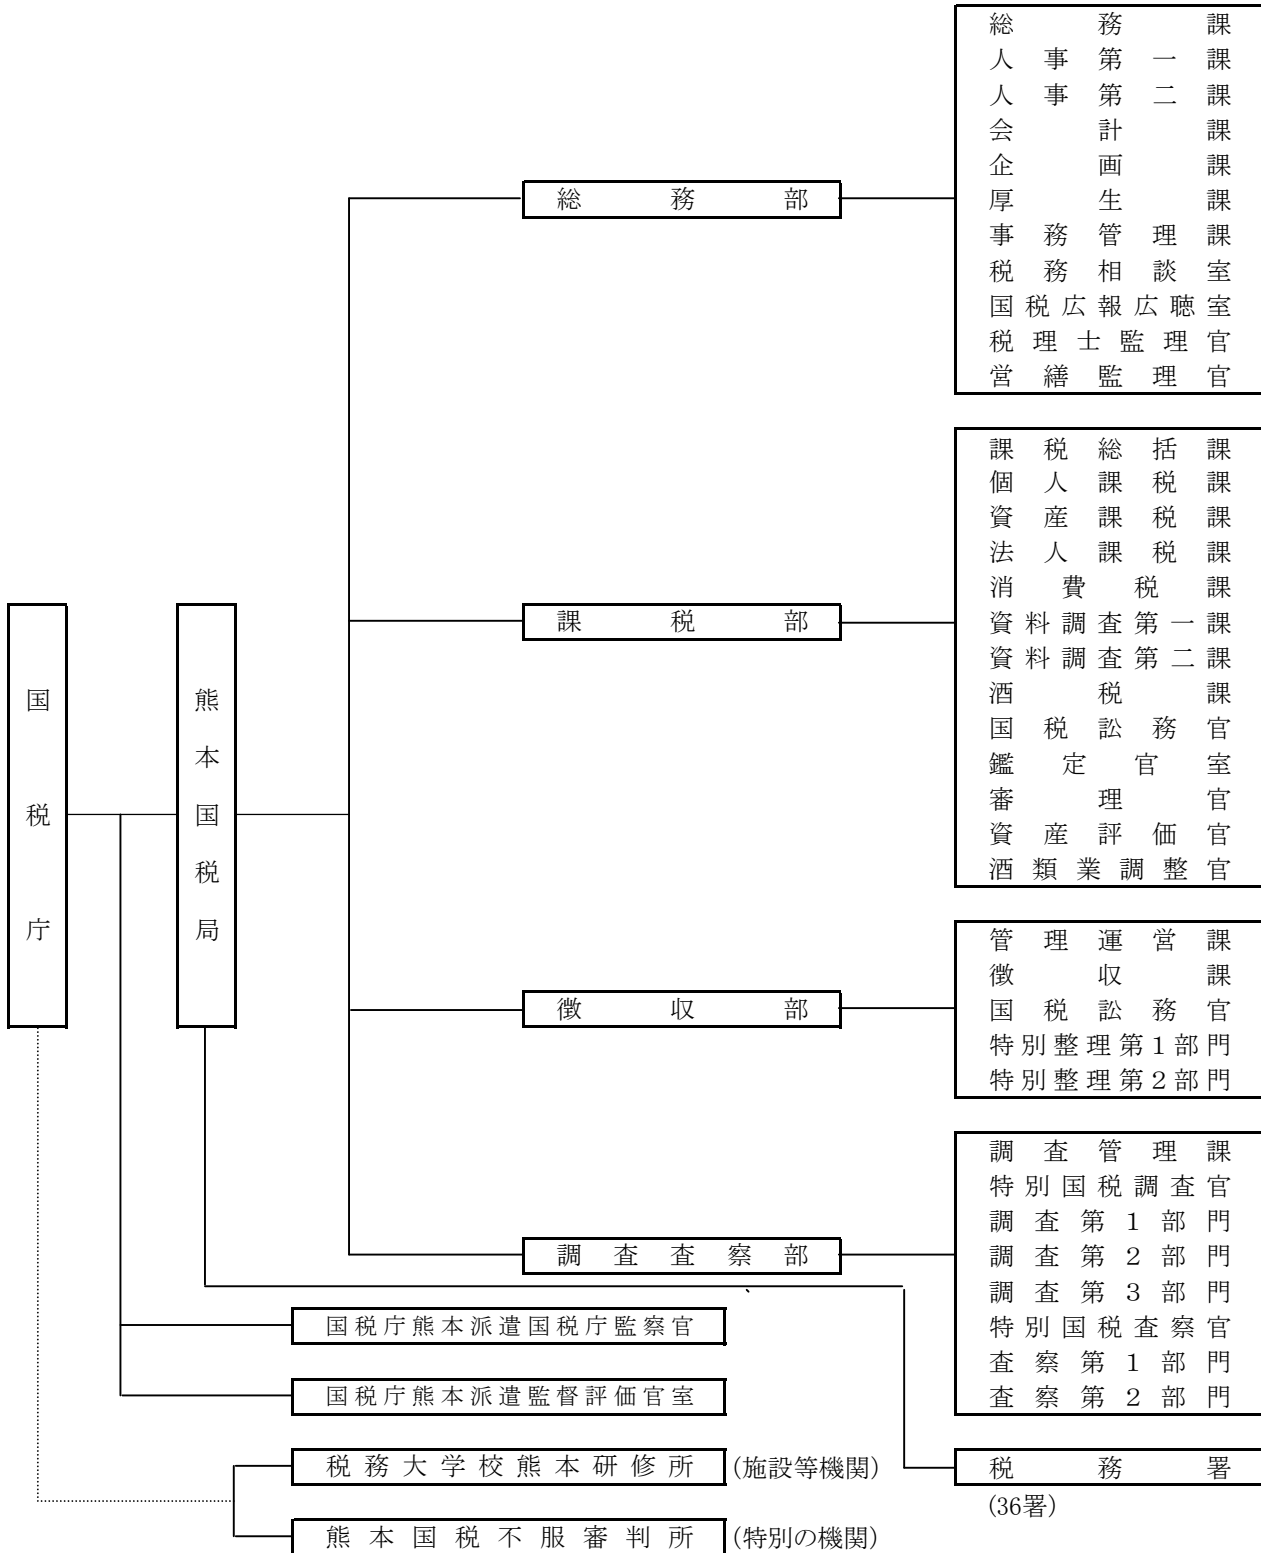 国税庁
熊本国税局
総務部
総務課
人事第一課
人事第二課
会計課
企画課
厚生課
事務管理課
税務相談室
国税広報広聴室
税理士監理官
営繕監理官
課税部
課税総括課
個人課税課
資産課税課
法人課税課
消費税課
資料調査第一課
資料調査第二課
酒税課
国税訟務官
鑑定官室
審理官
資産評価官
酒類業調整官
徴収部
管理運営課
徴収課
国税訟務官
特別整理第1部門
特別整理第2部門
調査査察部
調査管理課
特別国税調査官
調査第1部門
調査第2部門
調査第3部門
特別国税査察官
査察第1部門
査察第2部門
国税庁熊本派遣国税庁監察官
国税庁熊本派遣監督評価官室
税務大学校熊本研修所 (施設等機関)
熊本国税不服審判所 (特別の機関)
税務署
(36署)